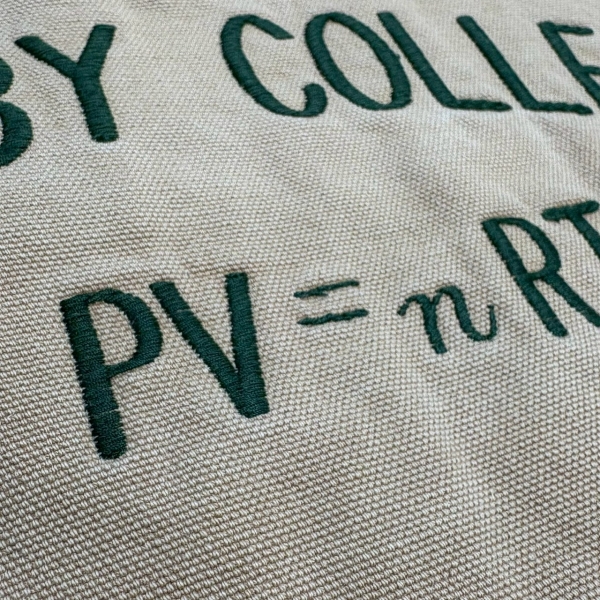 BY COLLE
PV = nRT